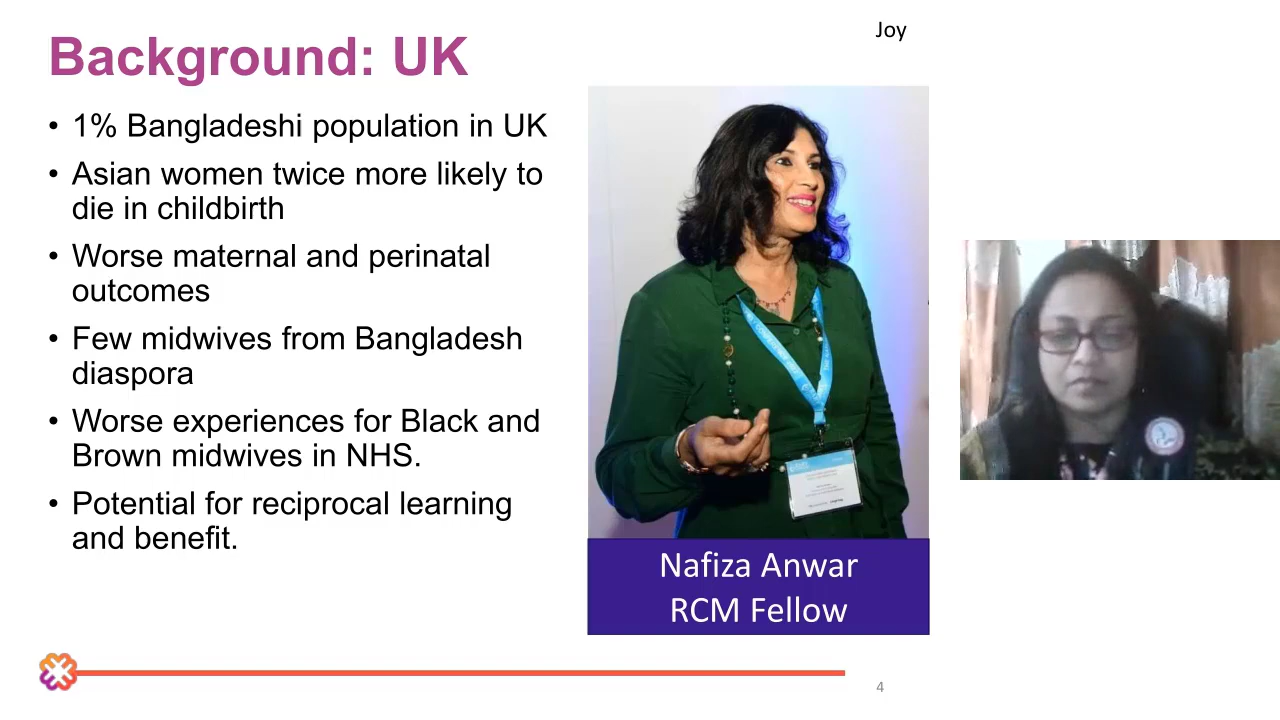 Joy
Background: UK
• 1% Bangladeshi population in UK
• Asian women twice more likely to
die in childbirth
• Worse maternal and perinatal
outcomes
• Few midwives from Bangladesh
diaspora
• Worse experiences for Black and
Brown midwives in NHS.
• Potential for reciprocal learning
and benefit.
Nafiza Anwar
RCM Fellow
4